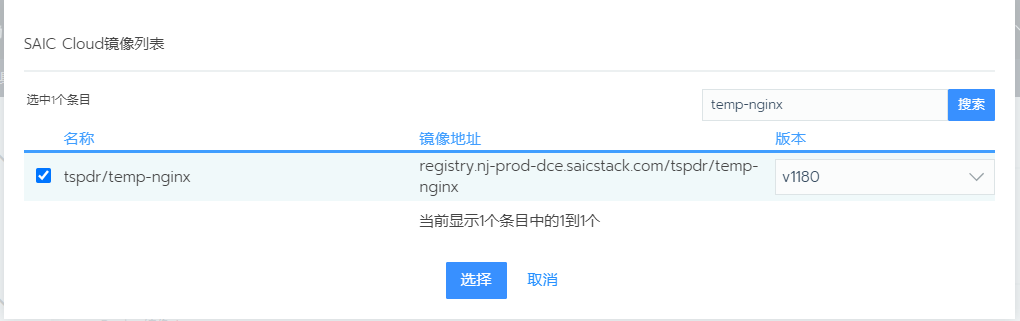 SAIC Cloud镜像列表
选中1个条目
temp-nginx
搜索
名称
镜像地址
版本
tspdr/temp-nginx
registry.nj-prod-dce.saicstack.com/tspdr/temp-
nginx
v1180
当前显示1个条目中的1到1个
选择
取消